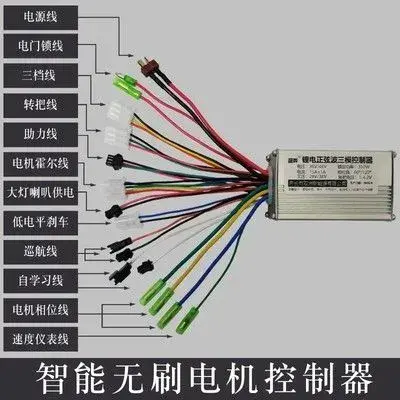 电源线
电门锁线
三档线
转把线
助力线
电机霍尔线
大灯喇叭供电
低电平刹车
巡航线
自学习线
电机相位线
速度仪表线
锂电正弦波三模控制器
智能无刷电机控制器